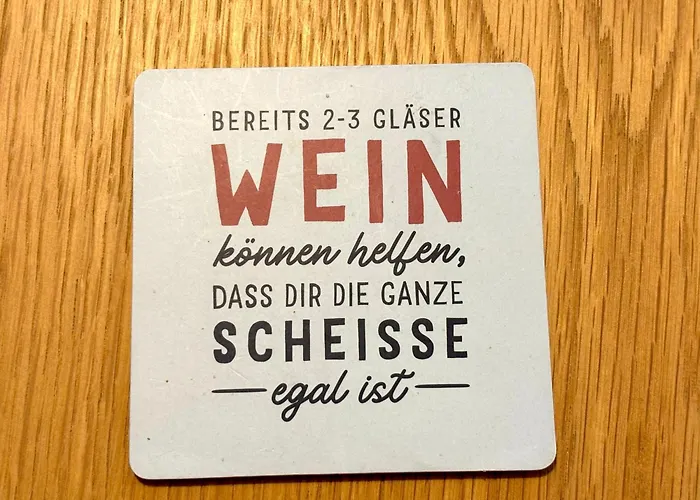 BEREITS 2-3 GLÄSER
WEIN
können helfen,
DASS DIR DIE GANZE
SCHEISSE
egal ist